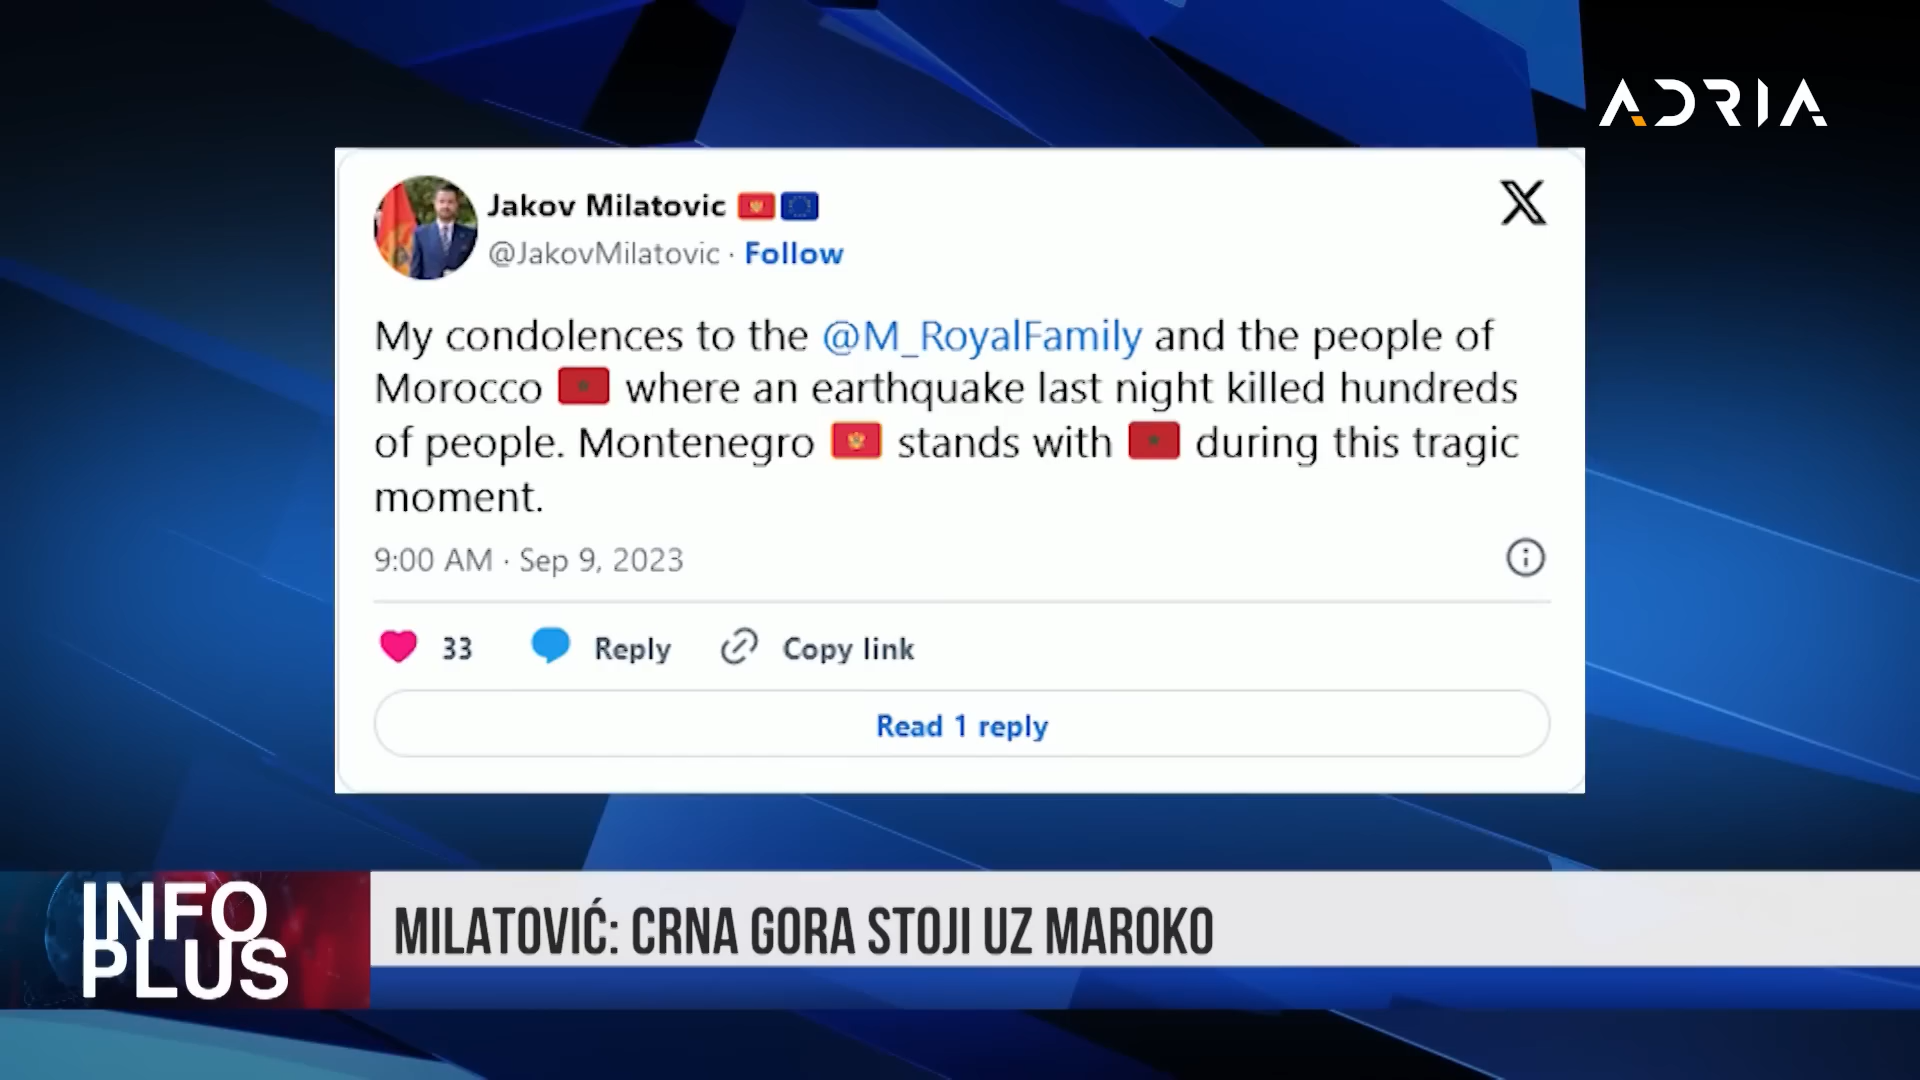 ADRIA
Jakov Milatovic 🇲🇪 🇪🇺
@JakovMilatovic · Follow
My condolences to the @M_RoyalFamily and the people of
Morocco 🇲🇦 where an earthquake last night killed hundreds
of people. Montenegro 🇲🇪 stands with 🇲🇦 during this tragic
moment.
9:00 AM · Sep 9, 2023
33 Reply Copy link
Read 1 reply
INFO
PLUS
MILATOVIĆ: CRNA GORA STOJI UZ MAROKO